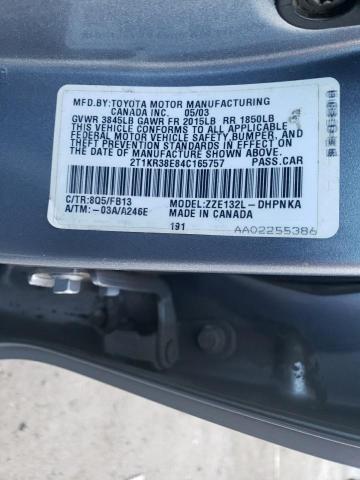 MFD.BY:TOYOTA MOTOR MANUFACTURING
CANADA INC. 05/03
GVWR 3845LB GAWR FR 2015LB RR 1850LB
THIS VEHICLE CONFORMS TO ALL APPLICABLE
FEDERAL MOTOR VEHICLE SAFETY,BUMPER, AND
THEFT PREVENTION STANDARDS IN EFFECT ON
THE DATE OF MANUFACTURE SHOWN ABOVE.
2T1KR38E84C165757 PASS.CAR
C/TR:8Q5/FB13 MODEL:ZZE132L-DHPNKA
A/TM:-03A/A246E MADE IN CANADA
191
AA02255386